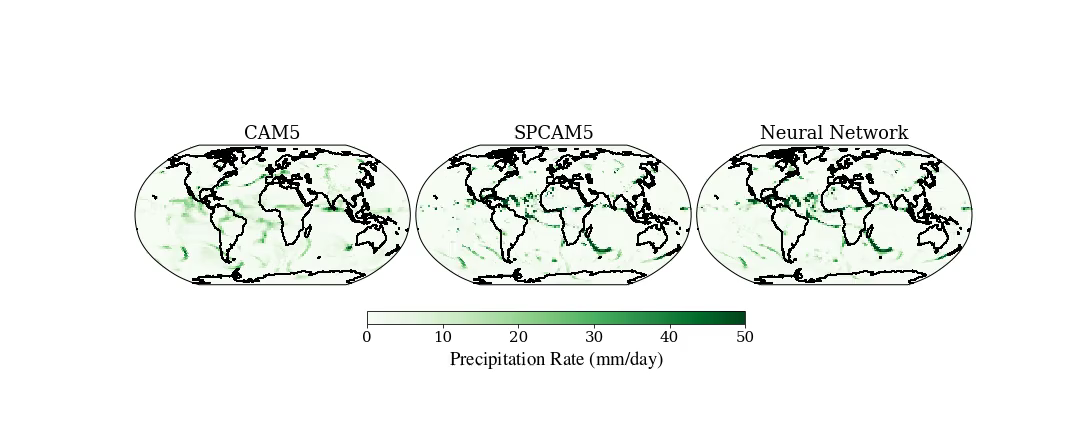 CAM5 SPCAM5 Neural Network
0 10 20 30 40 50
Precipitation Rate (mm/day)